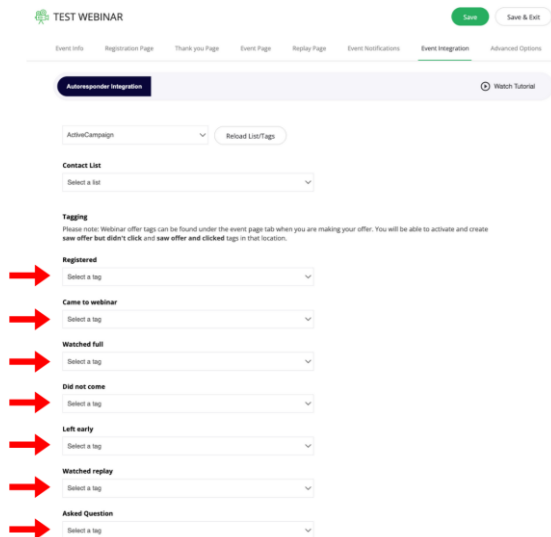 TEST WEBINAR
Save
Save & Exit
Event Info Registration Page Thank you Page Event Page Replay Page Event Notifications Event Integration Advanced Options
Autoresponder Integration
Watch Tutorial
ActiveCampaign
Reload List/Tags
Contact List
Select a list
Tagging
Please note: Webinar offer tags can be found under the event page tab when you are making your offer. You will be able to activate and create
saw offer but didn't click and saw offer and clicked tags in that location.
Registered
Select a tag
Came to webinar
Select a tag
Watched full
Select a tag
Did not come
Select a tag
Left early
Select a tag
Watched replay
Select a tag
Asked Question
Select a tag